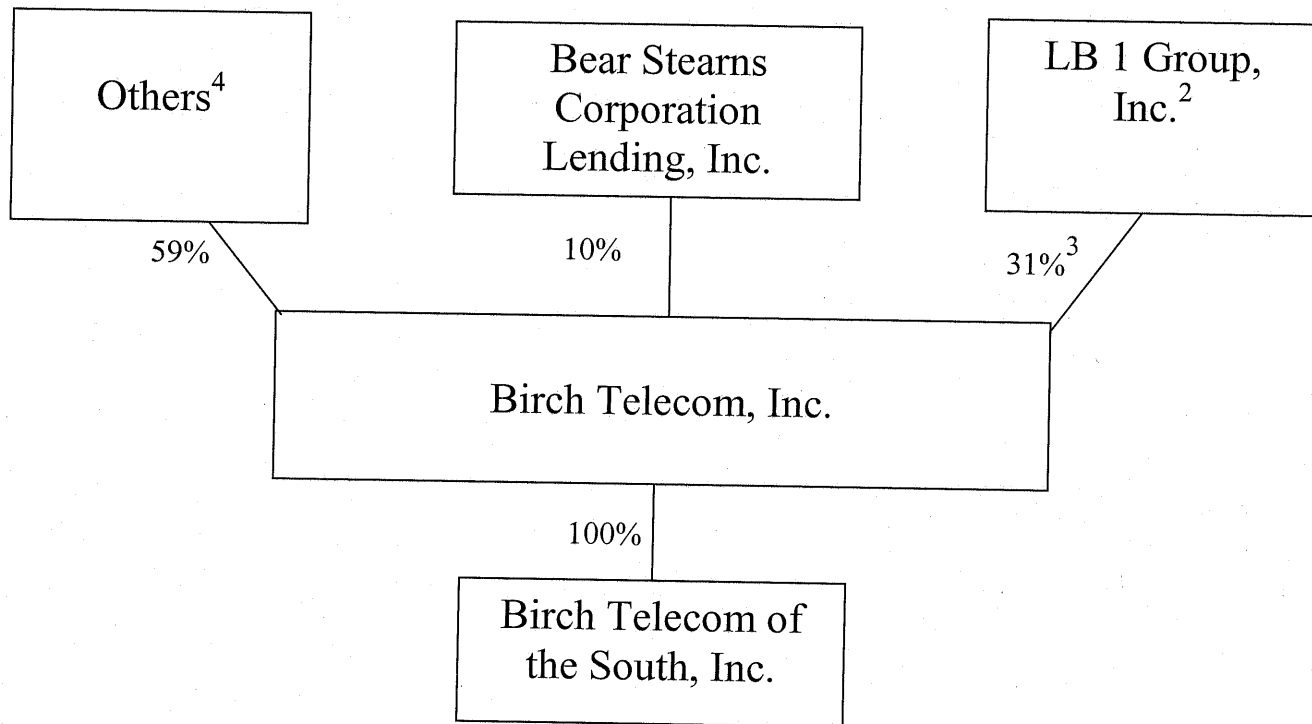 Others⁴
Bear Stearns
Corporation
Lending, Inc.
LB 1 Group,
Inc.²
59%
10%
31%³
Birch Telecom, Inc.
100%
Birch Telecom of
the South, Inc.